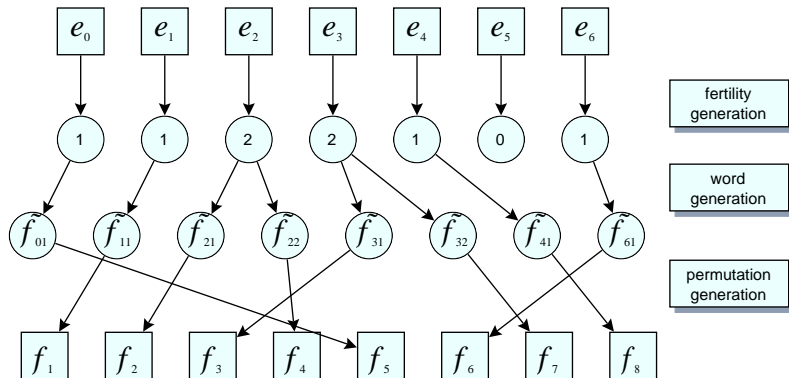 e₀ e₁ e₂ e₃ e₄ e₅ e₆
fertility
generation
1 1 2 2 1 0 1
word
generation
f̃₀₁ f̃₁₁ f̃₂₁ f̃₂₂ f̃₃₁ f̃₃₂ f̃₄₁ f̃₆₁
permutation
generation
f₁ f₂ f₃ f₄ f₅ f₆ f₇ f₈